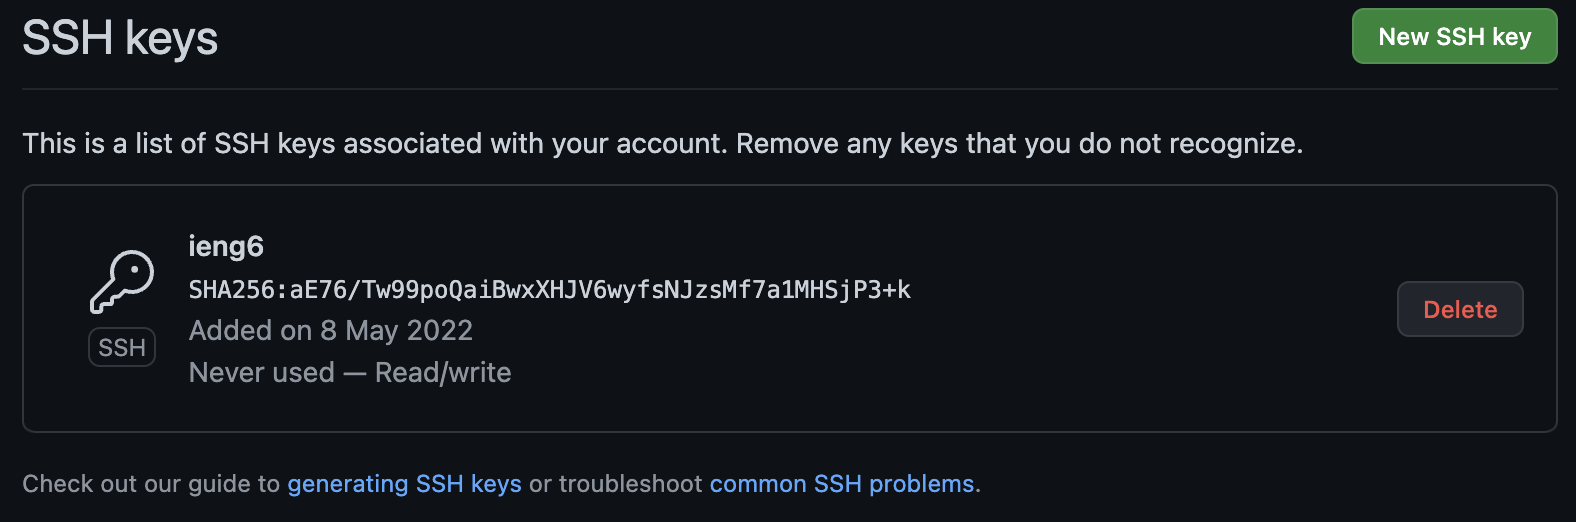 SSH keys
New SSH key
This is a list of SSH keys associated with your account. Remove any keys that you do not recognize.
ieng6
SHA256:aE76/Tw99poQaiBwxXHJV6wyfsNJzsMf7a1MHSjP3+k
Added on 8 May 2022
Never used — Read/write
SSH
Delete
Check out our guide to generating SSH keys or troubleshoot common SSH problems.